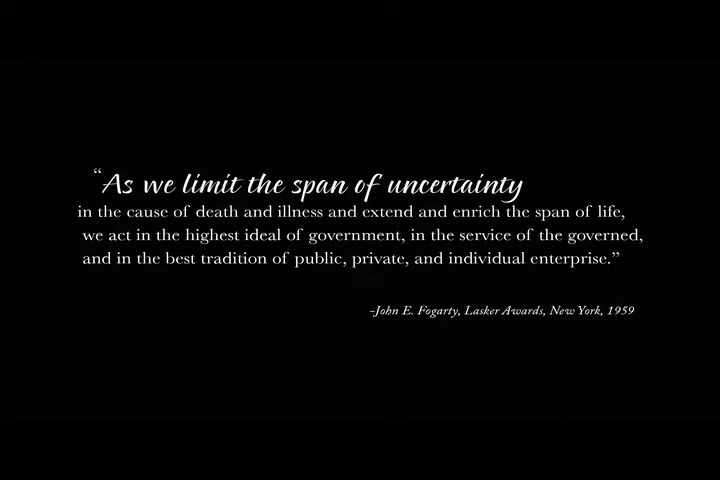 “As we limit the span of uncertainty
in the cause of death and illness and extend and enrich the span of life,
we act in the highest ideal of government, in the service of the governed,
and in the best tradition of public, private, and individual enterprise.”
–John E. Fogarty, Lasker Awards, New York, 1959